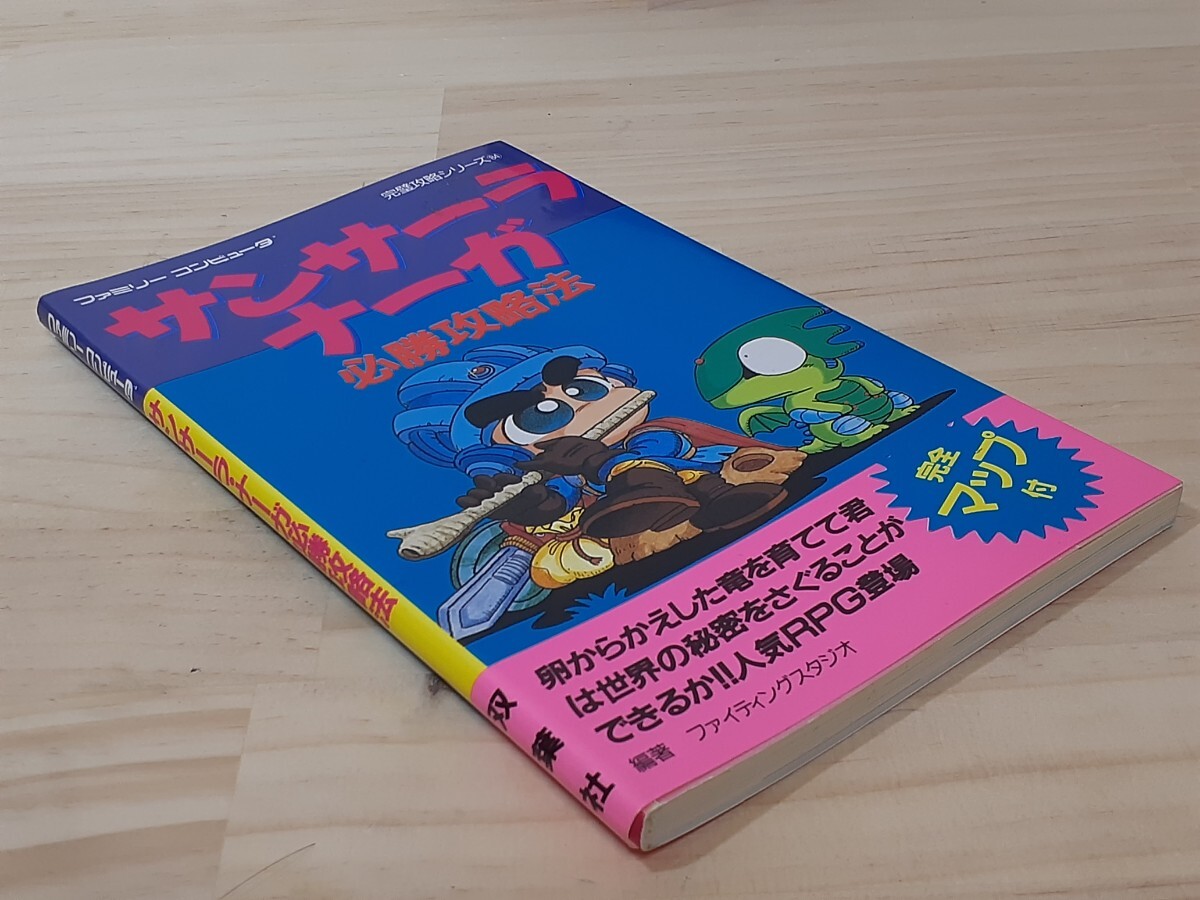 完璧攻略シリーズ84
ファミリー コンピュータ
サンサーラ
ナーガ
必勝攻略法
完全
マップ
付
卵からかえした竜を育てて君
は世界の秘密をさぐることが
できるか!!人気RPG登場
編著 ファイティングスタジオ
ファミリー コンピュータ
サンサーラ・ナーガ必勝攻略法
双葉社